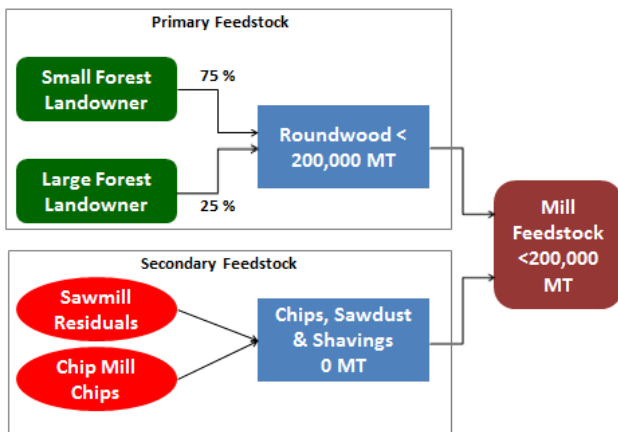 Primary Feedstock
Small Forest
Landowner
75 %
Roundwood <
200,000 MT
Large Forest
Landowner
25 %
Mill
Feedstock
<200,000
MT
Secondary Feedstock
Sawmill
Residuals
Chips, Sawdust
& Shavings
0 MT
Chip Mill
Chips